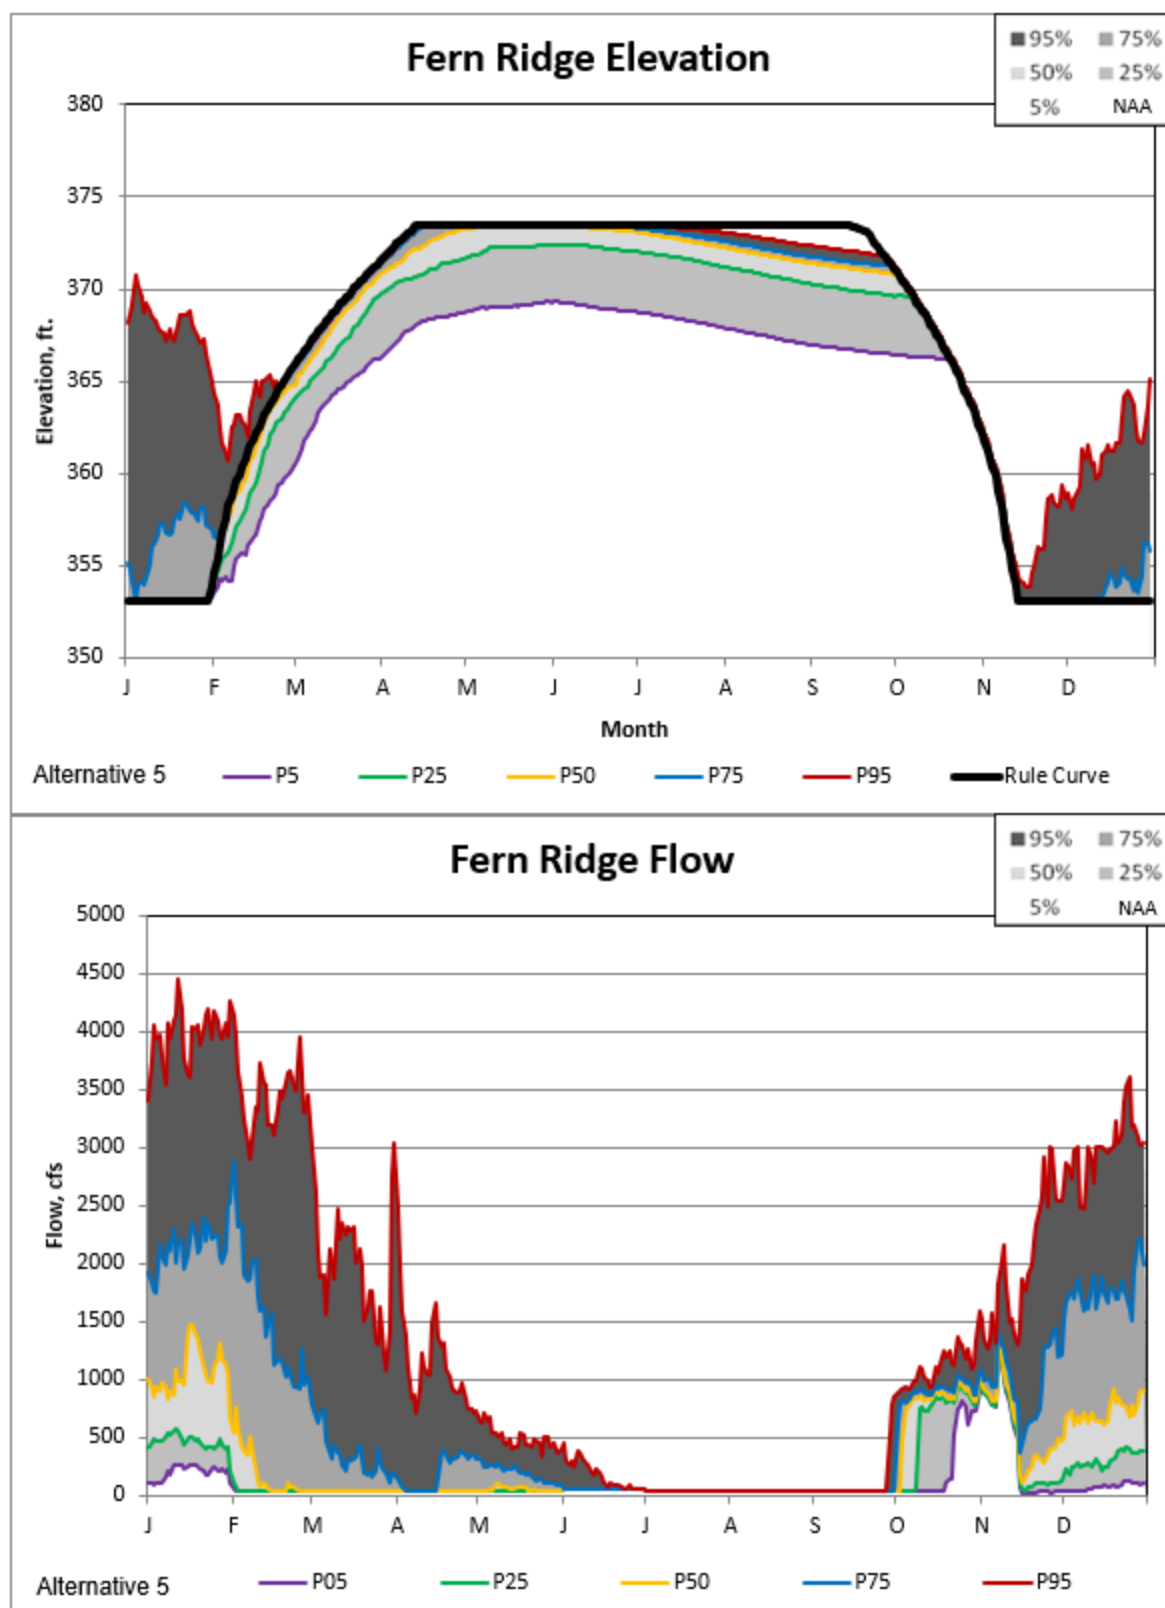 Fern Ridge Elevation
95% 75%
50% 25%
5% NAA
380
375
370
365
360
355
350
Elevation, ft.
J F M A M J J A S O N D
Month
Alternative 5 P5 P25 P50 P75 P95 Rule Curve
Fern Ridge Flow
95% 75%
50% 25%
5% NAA
5000
4500
4000
3500
3000
2500
2000
1500
1000
500
0
Flow, cfs
J F M A M J J A S O N D
Alternative 5 P05 P25 P50 P75 P95